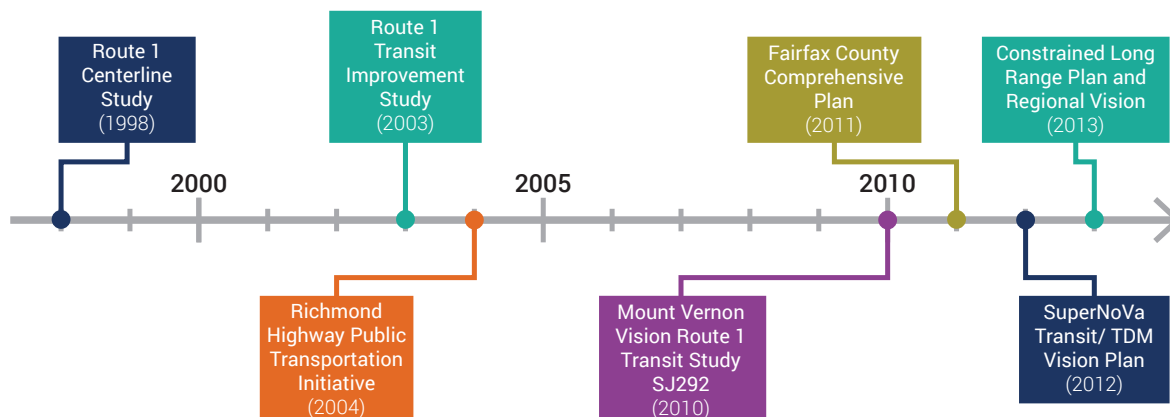 Route 1
Centerline
Study
(1998)
Route 1
Transit
Improvement
Study
(2003)
Fairfax County
Comprehensive
Plan
(2011)
Constrained Long
Range Plan and
Regional Vision
(2013)
2000
2005
2010
Richmond
Highway Public
Transportation
Initiative
(2004)
Mount Vernon
Vision Route 1
Transit Study
SJ292
(2010)
SuperNoVa
Transit/ TDM
Vision Plan
(2012)